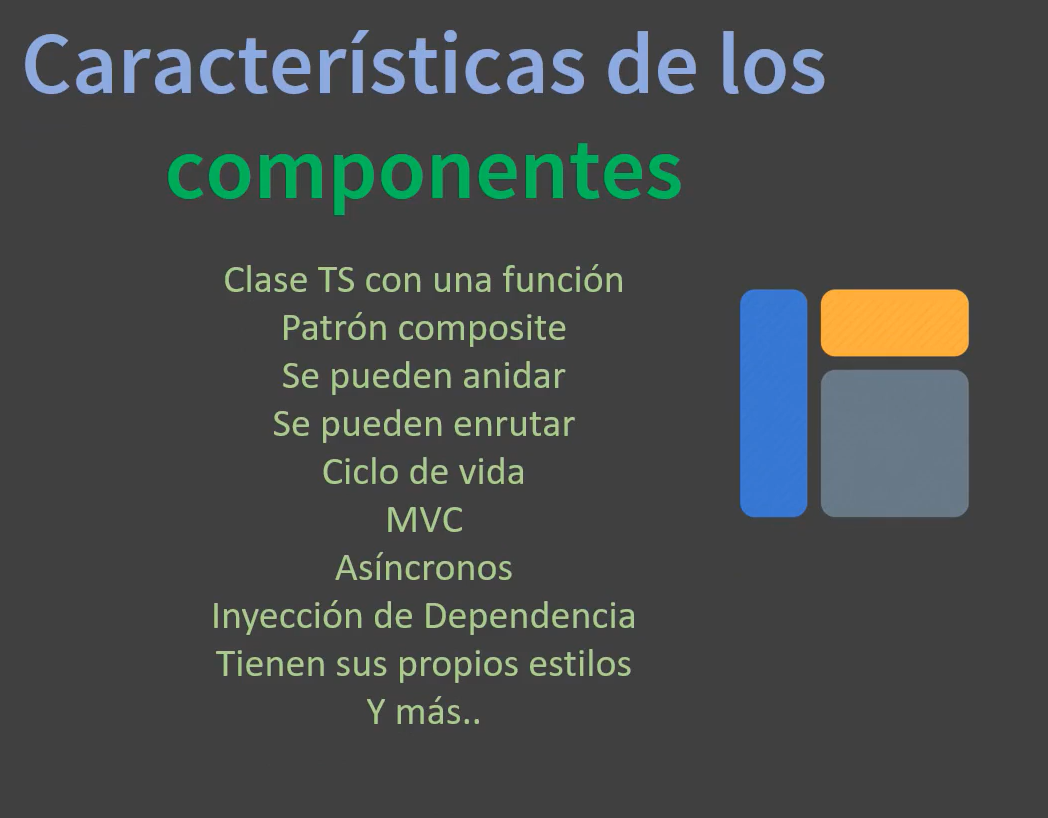 Características de los
componentes
Clase TS con una función
Patrón composite
Se pueden anidar
Se pueden enrutar
Ciclo de vida
MVC
Asíncronos
Inyección de Dependencia
Tienen sus propios estilos
Y más..